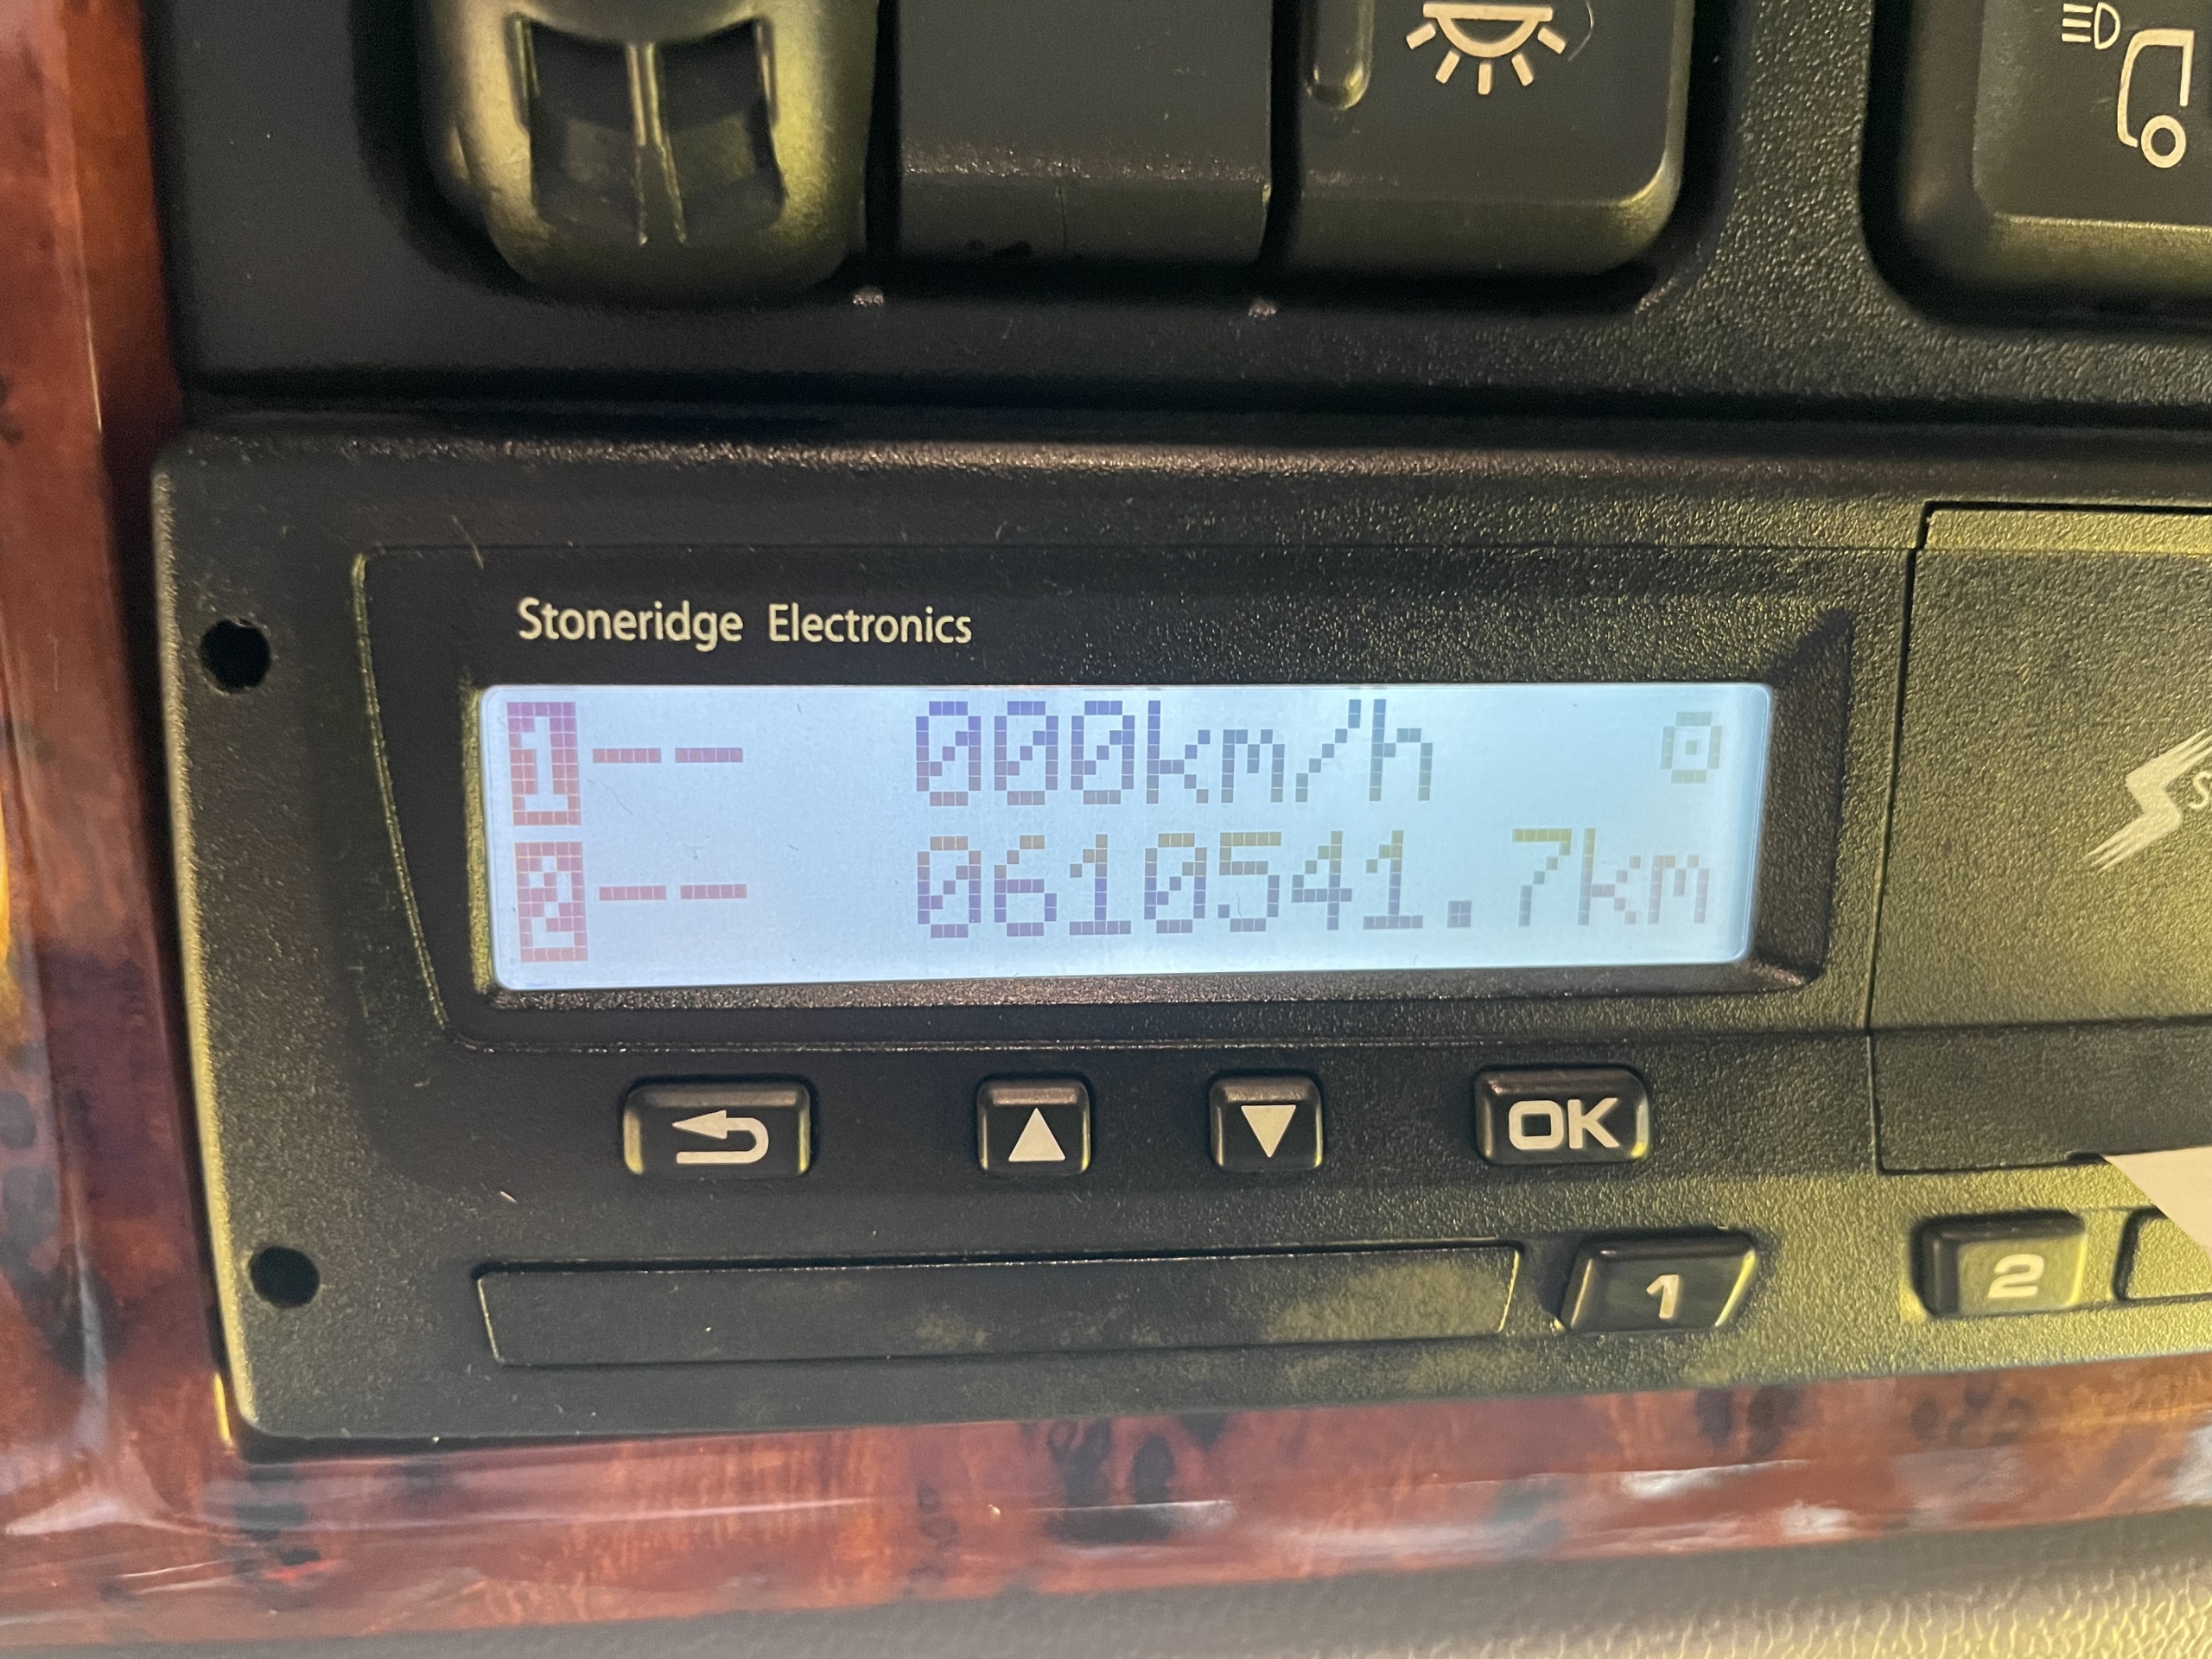 Stoneridge Electronics
1 -- 000km/h
2 -- 0610541.7km
OK
1
2